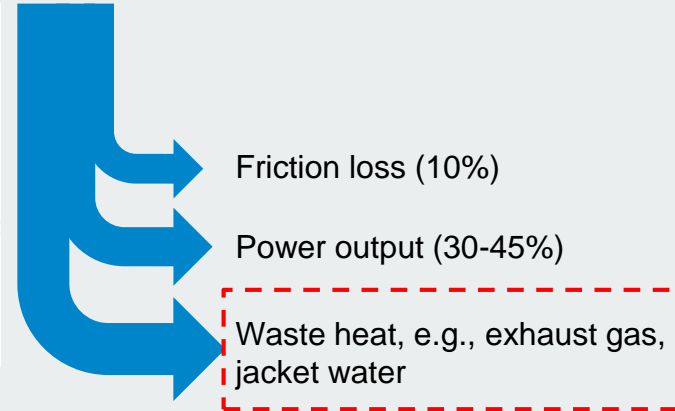 Friction loss (10%)
Power output (30-45%)
Waste heat, e.g., exhaust gas,
jacket water